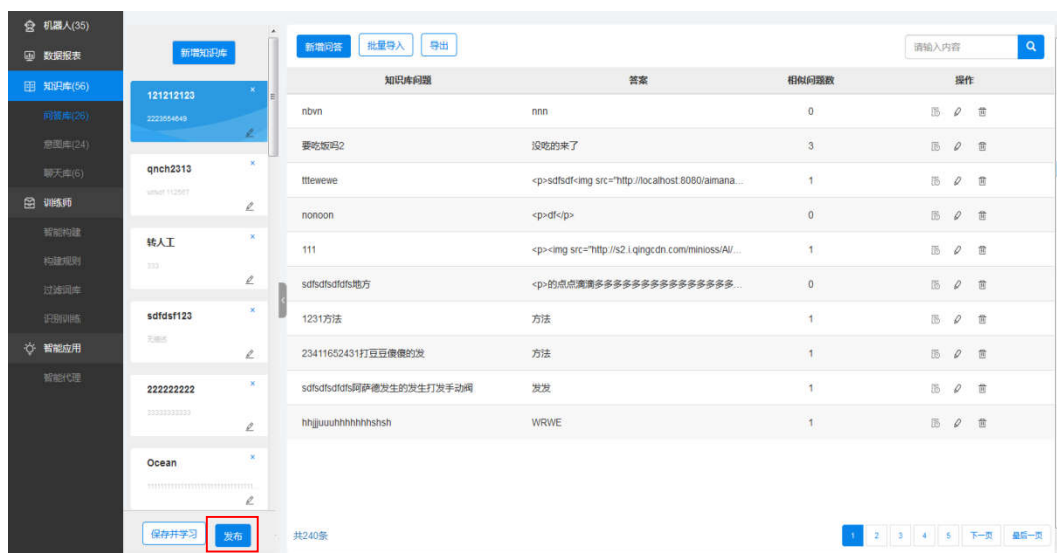 机器人(35)
数据报表
知识库(56)
问答库(26)
意图库(24)
聊天库(6)
训练师
智能构建
构建规则
过滤词库
识别训练
智能应用
智能代理
新增知识库
121212123
2223554649
qnch2313
转人工
333
sdfdsf123
无描述
222222222
Ocean
保存并学习 发布
新增问答 批量导入 导出 请输入内容
知识库问题 答案 相似问题数 操作
nbvn nnn 0
要吃饭吗2 没吃的来了 3
tttewewe <p>sdfsdf<img src="http://localhost:8080/aimana... 1
nonoon <p>df</p> 0
111 <p><img src="http://s2.i.qingcdn.com/minioss/AI/... 1
sdfsdfsdfdfs地方 <p>的点点滴滴多多多多多多多多多多多多多多... 0
1231方法 方法 1
23411652431打豆豆傻傻的发 方法 1
sdfsdfsdfdfs阿萨德发生的发生打发手动阀 发发 1
hhjjjuuuhhhhhhhshsh WRWE 1
共240条 1 2 3 4 5 下一页 最后一页